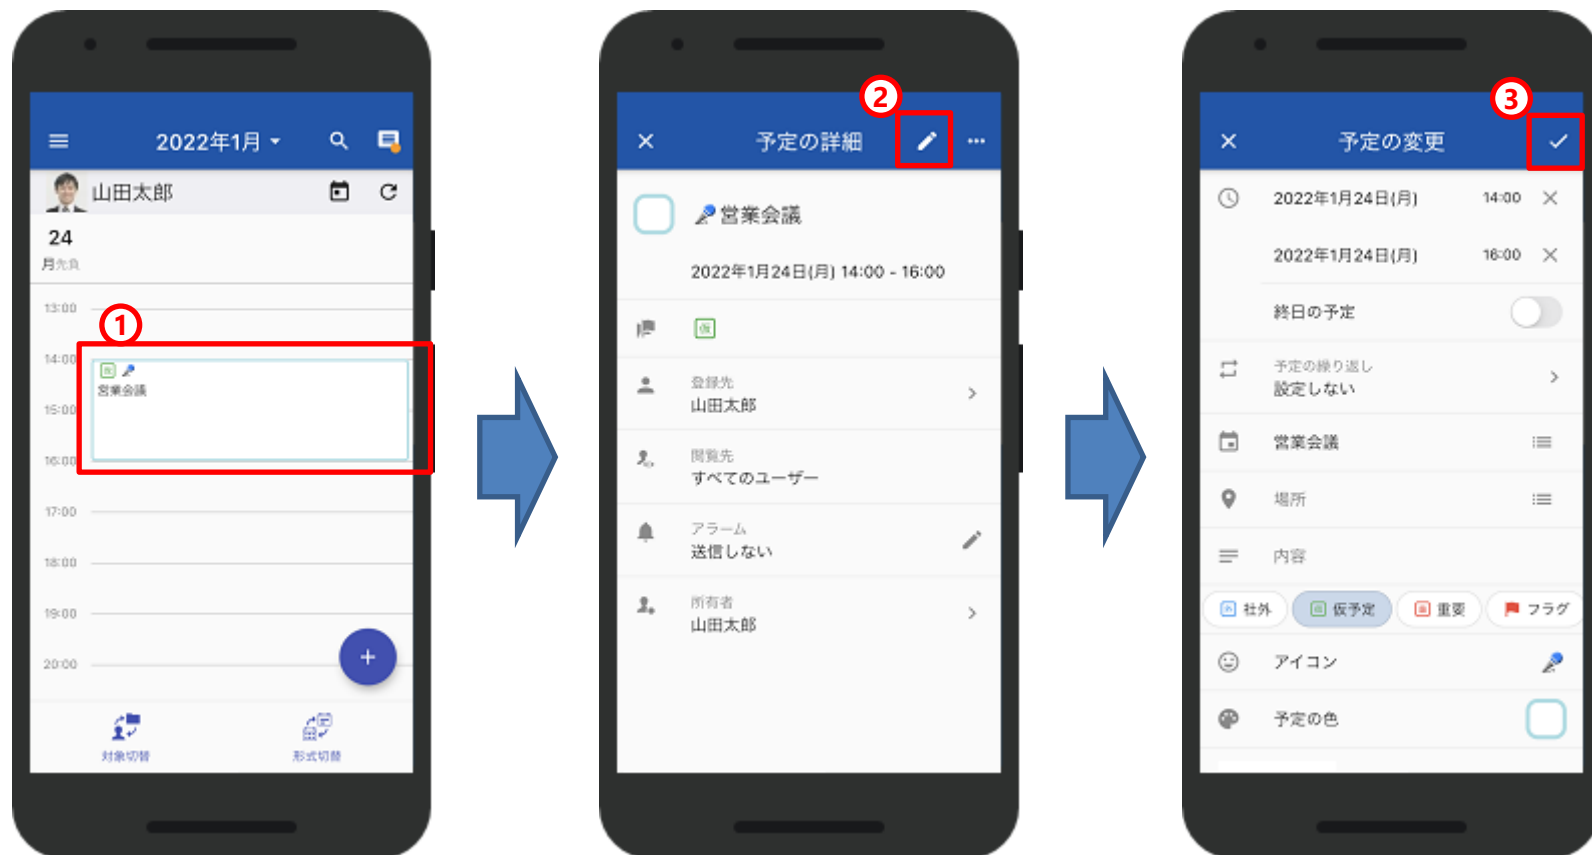 2022年1月
山田太郎
24
月先負
13:00
①
14:00
仮
営業会議
15:00
16:00
17:00
18:00
19:00
20:00
+
対象切替
形式切替
②
予定の詳細
営業会議
2022年1月24日(月) 14:00 - 16:00
仮
登録先
山田太郎
閲覧先
すべてのユーザー
アラーム
送信しない
所有者
山田太郎
③
予定の変更
2022年1月24日(月) 14:00
2022年1月24日(月) 16:00
終日の予定
予定の繰り返し
設定しない
営業会議
場所
内容
社外 仮 仮予定 重要 フラグ
アイコン
予定の色